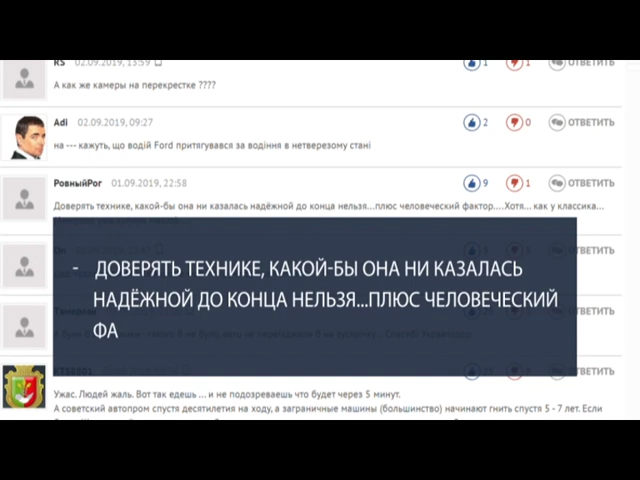 RS 02.09.2019, 13:59 1 1 ОТВЕТИТЬ
А как же камеры на перекрестке ????
Adi 02.09.2019, 09:27 2 0 ОТВЕТИТЬ
на --- кажуть, що водій Ford притягувався за водіння в нетверезому стані
РовныйРог 01.09.2019, 22:58 9 1 ОТВЕТИТЬ
Доверять технике, какой-бы она ни казалась надёжной до конца нельзя...плюс человеческий фактор....Хотя... как у классика...
ОТВЕТИТЬ
- ДОВЕРЯТЬ ТЕХНИКЕ, КАКОЙ-БЫ ОНА НИ КАЗАЛАСЬ
НАДЁЖНОЙ ДО КОНЦА НЕЛЬЗЯ...ПЛЮС ЧЕЛОВЕЧЕСКИЙ
ФА
ОТВЕТИТЬ
ОТВЕТИТЬ
Ужас. Людей жаль. Вот так едешь ... и не подозреваешь что будет через 5 минут.
А советский автопром спустя десятилетия на ходу, а заграничные машины (большинство) начинают гнить спустя 5 - 7 лет. Если